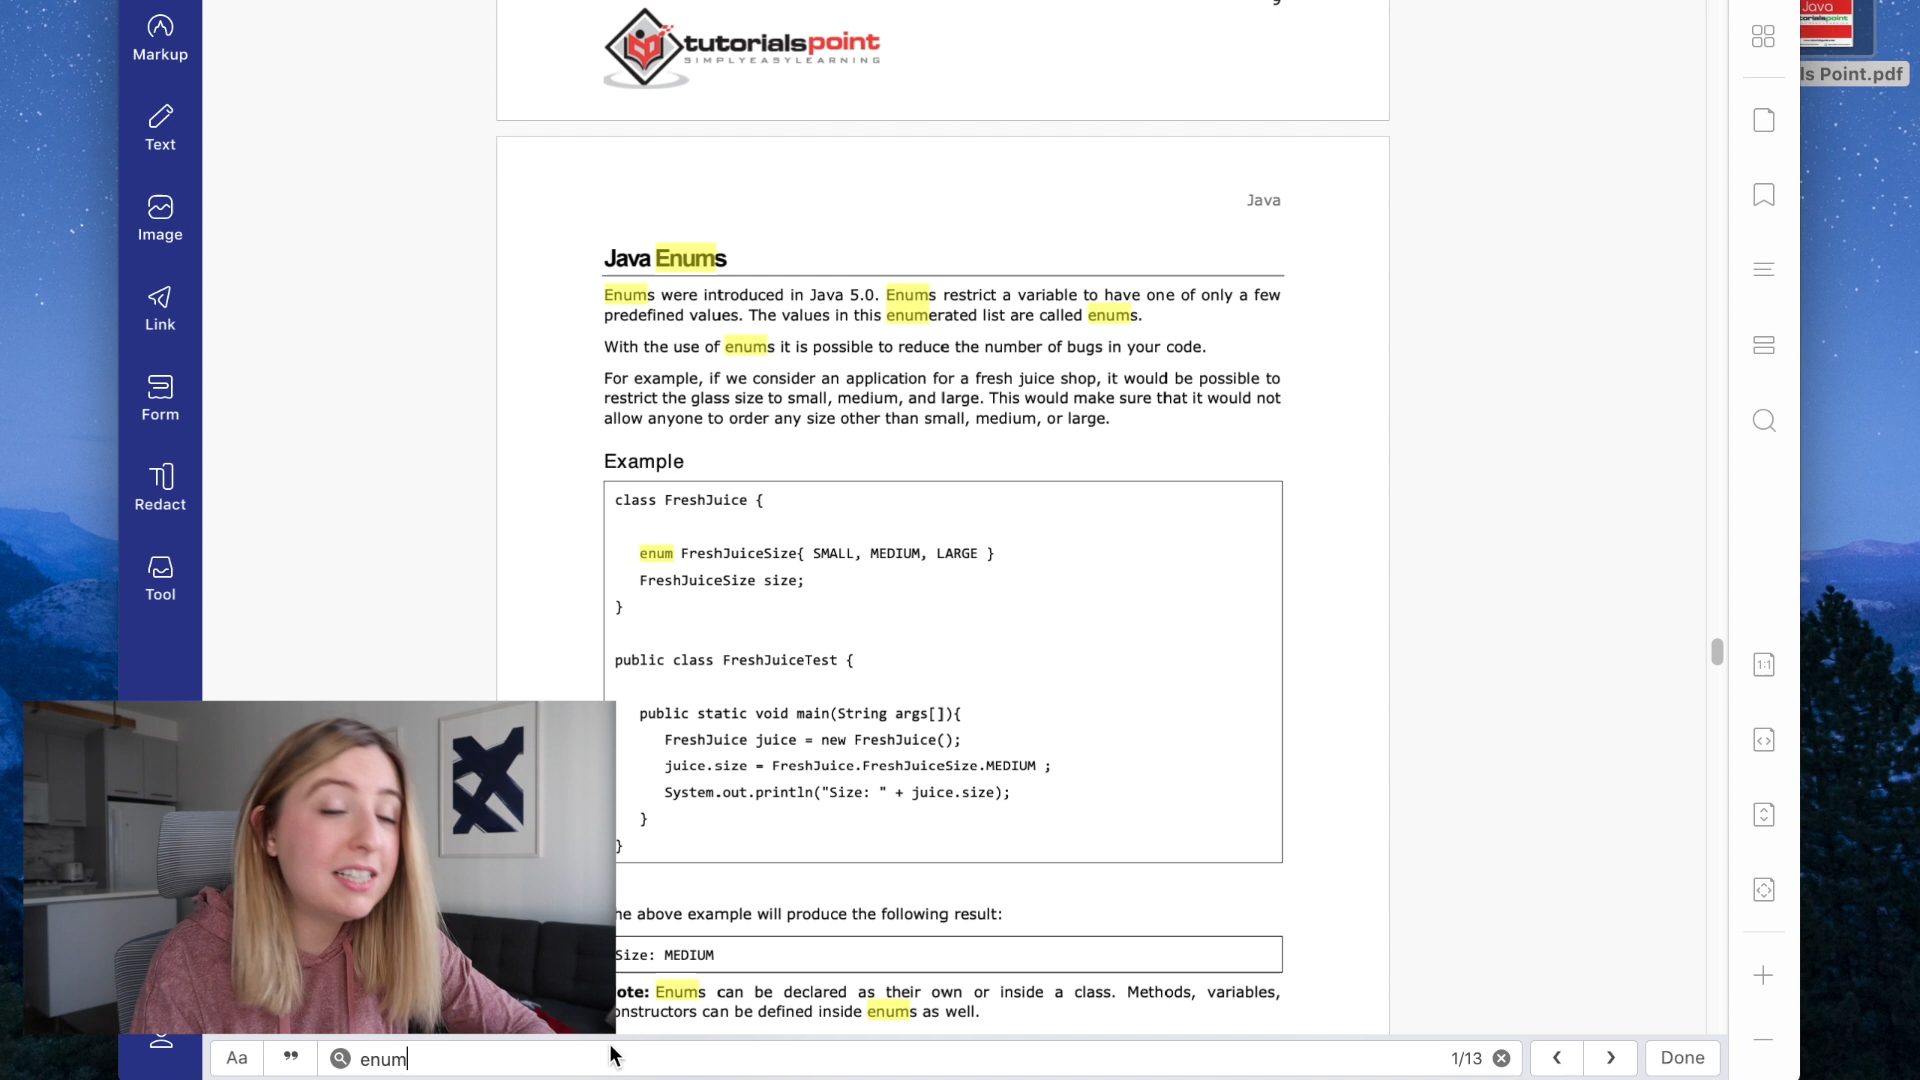 Markup
Text
Image
Link
Form
Redact
Tool
tutorialspoint
SIMPLYEASYLEARNING
Java
Java Enums
Enums were introduced in Java 5.0. Enums restrict a variable to have one of only a few
predefined values. The values in this enumerated list are called enums.
With the use of enums it is possible to reduce the number of bugs in your code.
For example, if we consider an application for a fresh juice shop, it would be possible to
restrict the glass size to small, medium, and large. This would make sure that it would not
allow anyone to order any size other than small, medium, or large.
Example
class FreshJuice {
enum FreshJuiceSize{ SMALL, MEDIUM, LARGE }
FreshJuiceSize size;
}
public class FreshJuiceTest {
public static void main(String args[]){
FreshJuice juice = new FreshJuice();
juice.size = FreshJuice.FreshJuiceSize.MEDIUM ;
System.out.println("Size: " + juice.size);
}
}
he above example will produce the following result:
Size: MEDIUM
ote: Enums can be declared as their own or inside a class. Methods, variables,
onstructors can be defined inside enums as well.
Aa
enum
1/13
Done
Java
ls Point.pdf
1:1